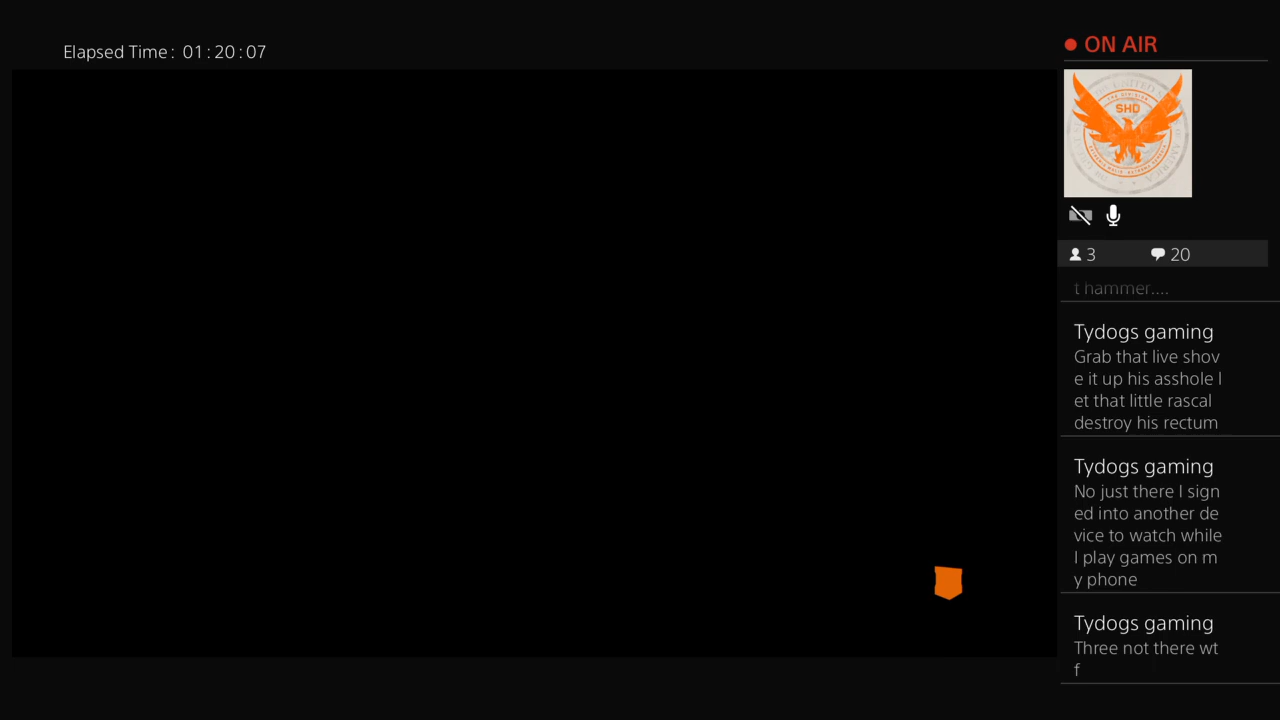 Elapsed Time: 01:20:07
ON AIR
SHD
3
20
t hammer....
Tydogs gaming
Grab that live shov
e it up his asshole l
et that little rascal
destroy his rectum
Tydogs gaming
No just there I sign
ed into another de
vice to watch while
I play games on m
y phone
Tydogs gaming
Three not there wt
f